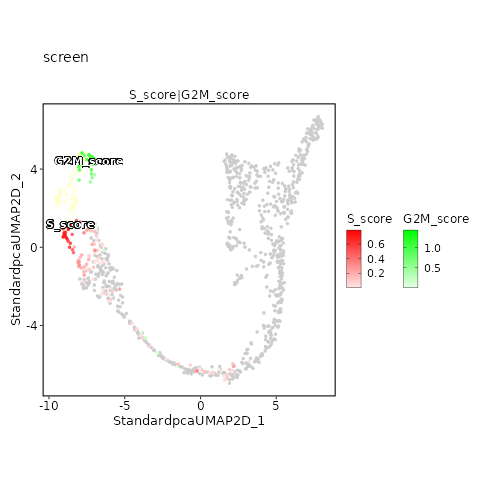 screen
S_score|G2M_score
G2M_score
S_score
4
0
-4
-10
-5
0
5
StandardpcaUMAP2D_1
StandardpcaUMAP2D_2
S_score
0.6
0.4
0.2
G2M_score
1.0
0.5